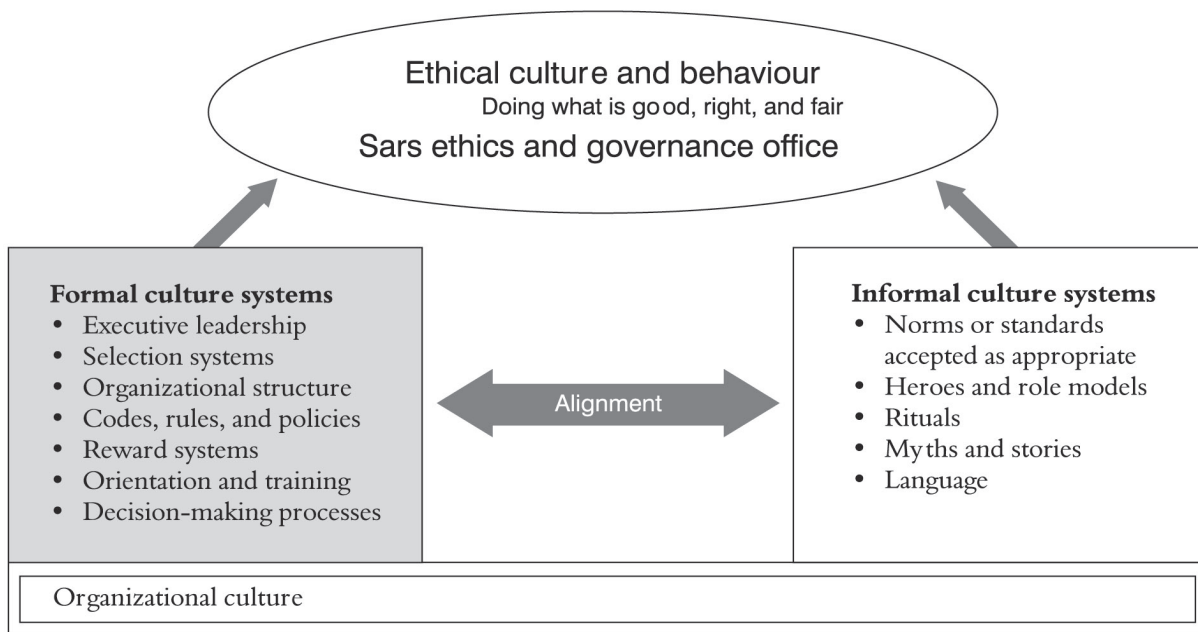 Ethical culture and behaviour
Doing what is good, right, and fair
Sars ethics and governance office
Formal culture systems
• Executive leadership
• Selection systems
• Organizational structure
• Codes, rules, and policies
• Reward systems
• Orientation and training
• Decision-making processes
Alignment
Informal culture systems
• Norms or standards
accepted as appropriate
• Heroes and role models
• Rituals
• Myths and stories
• Language
Organizational culture